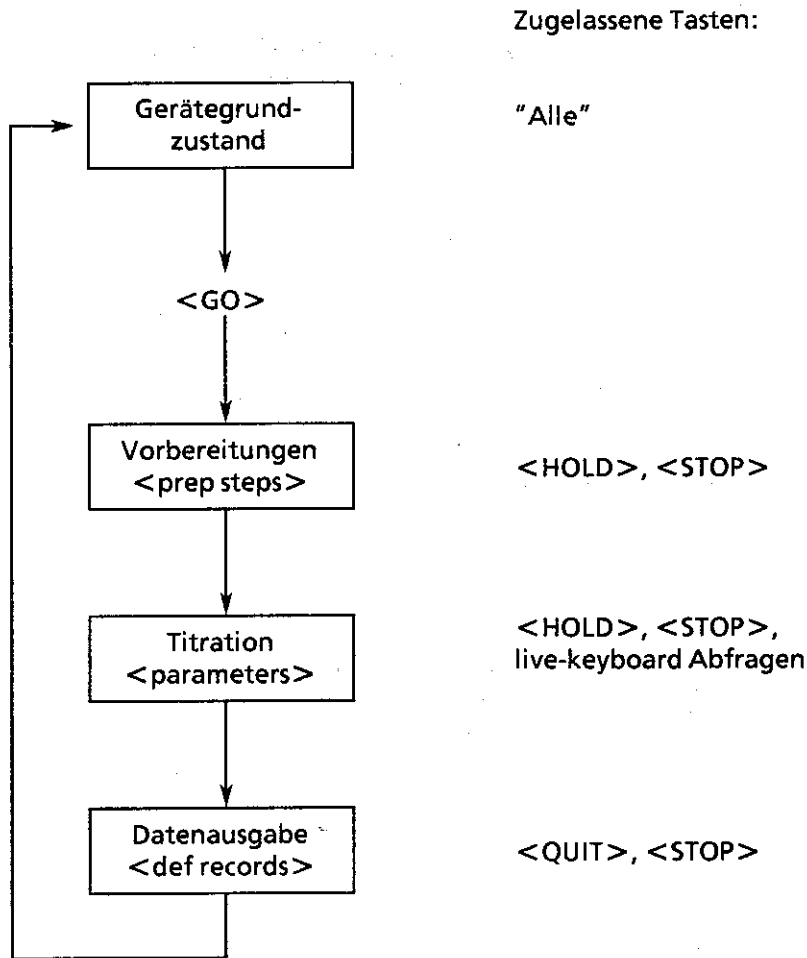 Zugelassene Tasten:
Gerätegrund-
zustand
"Alle"
<GO>
Vorbereitungen
<prep steps>
<HOLD>, <STOP>
Titration
<parameters>
<HOLD>, <STOP>,
live-keyboard Abfragen
Datenausgabe
<def records>
<QUIT>, <STOP>